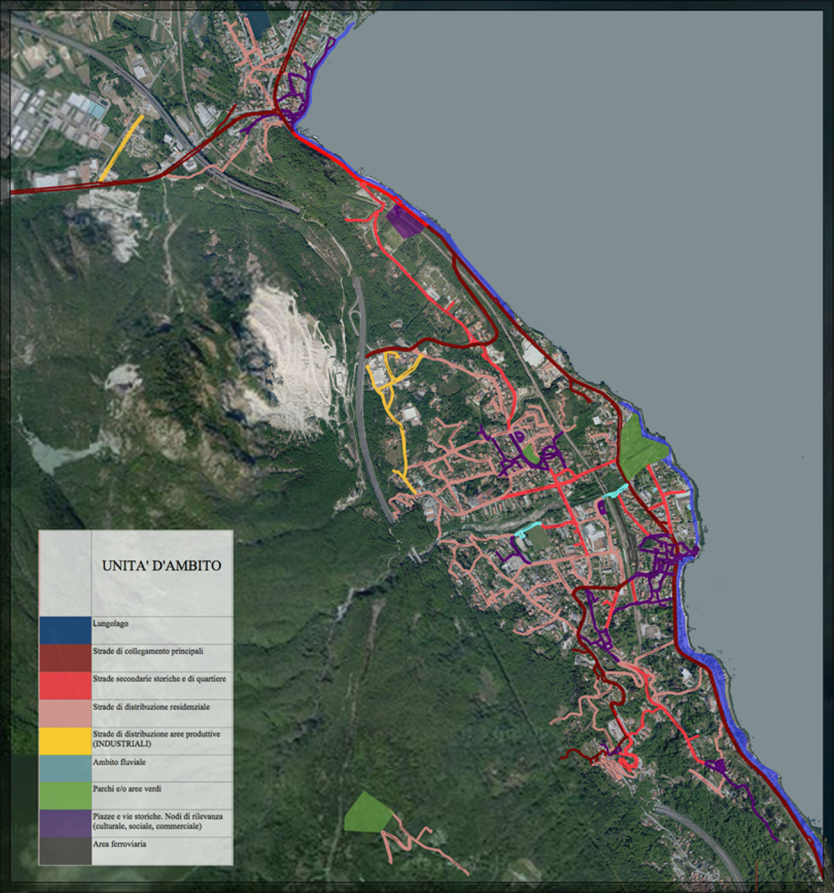 UNITA' D'AMBITO
Lungolago
Strade di collegamento principali
Strade secondarie storiche e di quartiere
Strade di distribuzione residenziale
Strade di distribuzione aree produttive
(INDUSTRIALI)
Ambito fluviale
Parchi e/o aree verdi
Piazze e vie storiche. Nodi di rilevanza
(culturale, sociale, commerciale)
Area ferroviaria